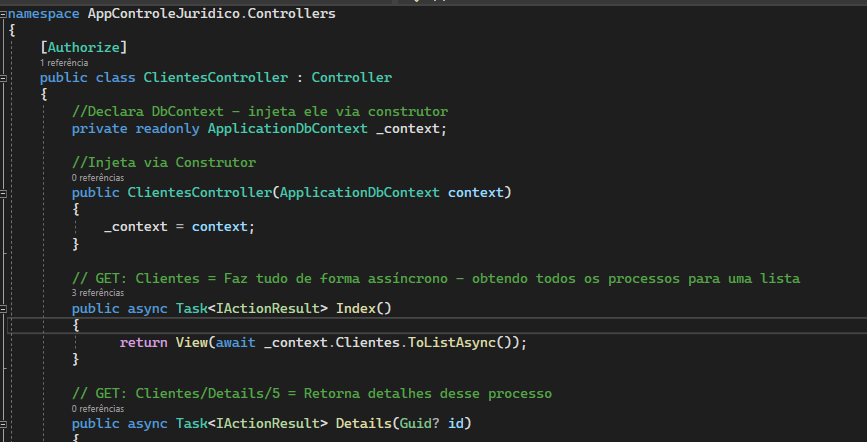 namespace AppControleJuridico.Controllers
{
[Authorize]
1 referência
public class ClientesController : Controller
{
//Declara DbContext - injeta ele via construtor
private readonly ApplicationDbContext _context;
//Injeta via Construtor
0 referências
public ClientesController(ApplicationDbContext context)
{
_context = context;
}
// GET: Clientes = Faz tudo de forma assíncrono - obtendo todos os processos para uma lista
3 referências
public async Task<IActionResult> Index()
{
return View(await _context.Clientes.ToListAsync());
}
// GET: Clientes/Details/5 = Retorna detalhes desse processo
0 referências
public async Task<IActionResult> Details(Guid? id)
{